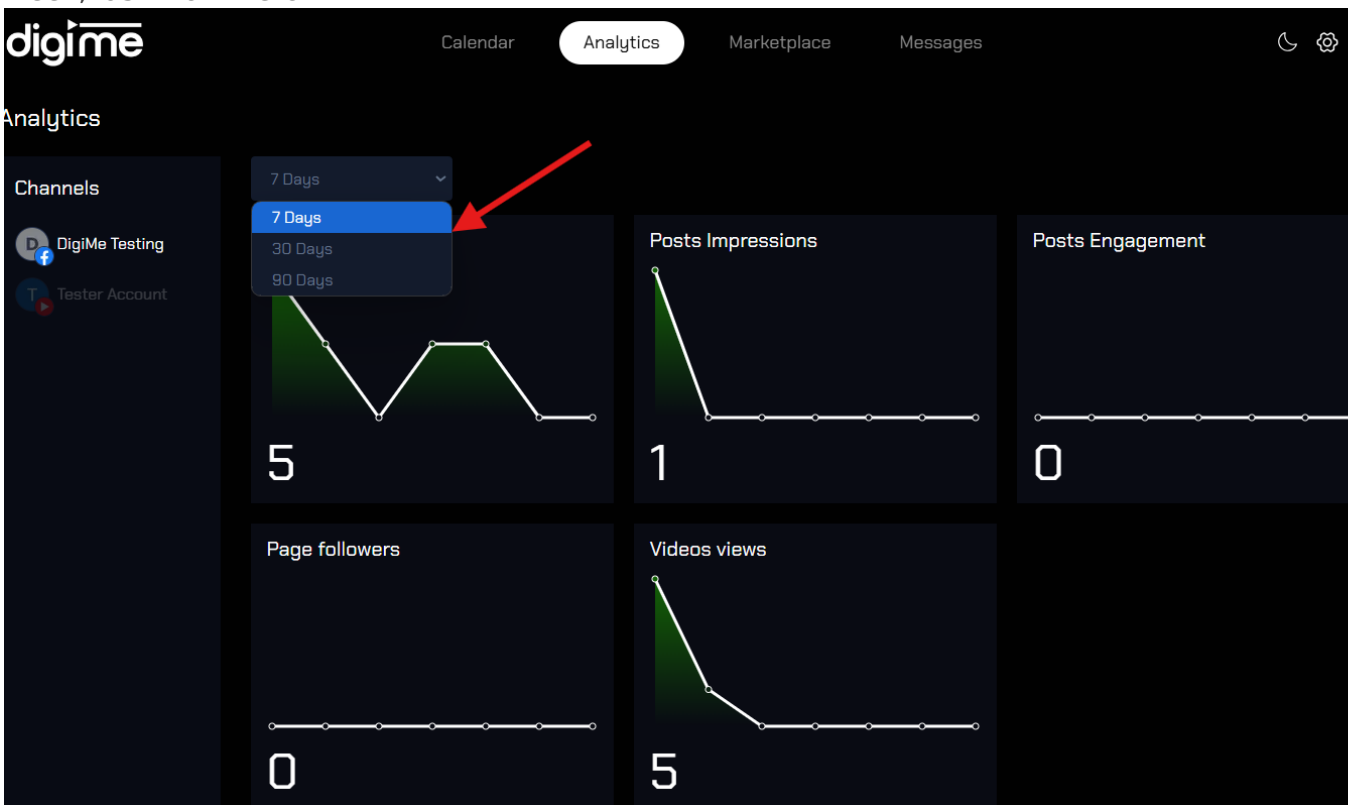 digime
Calendar
Analytics
Marketplace
Messages
Analytics
Channels
D DigiMe Testing
T Tester Account
7 Days
7 Days
30 Days
90 Days
5
Posts Impressions
1
Posts Engagement
0
Page followers
0
Videos views
5